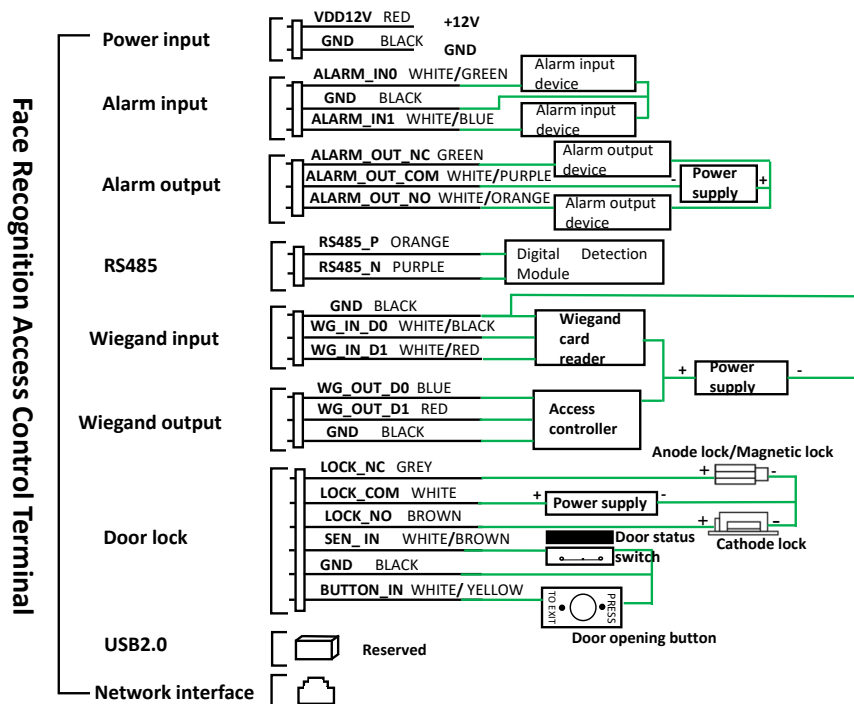 Face Recognition Access Control Terminal
Power input
VDD12V RED +12V
GND BLACK GND
Alarm input
ALARM_IN0 WHITE/GREEN
GND BLACK
ALARM_IN1 WHITE/BLUE
Alarm input
device
Alarm input
device
Alarm output
ALARM_OUT_NC GREEN
ALARM_OUT_COM WHITE/PURPLE
ALARM_OUT_NO WHITE/ORANGE
Alarm output
device
- Power
supply +
Alarm output
device
RS485
RS485_P ORANGE
RS485_N PURPLE
Digital Detection
Module
Wiegand input
GND BLACK
WG_IN_D0 WHITE/BLACK
WG_IN_D1 WHITE/RED
Wiegand
card
reader
+ Power
supply -
Wiegand output
WG_OUT_D0 BLUE
WG_OUT_D1 RED
GND BLACK
Access
controller
Door lock
LOCK_NC GREY
LOCK_COM WHITE
LOCK_NO BROWN
SEN_IN WHITE/BROWN
GND BLACK
BUTTON_IN WHITE/ YELLOW
Anode lock/Magnetic lock
+ -
+ Power supply -
+ -
Cathode lock
Door status
switch
PRESS
TO EXIT
Door opening button
USB2.0
Reserved
Network interface